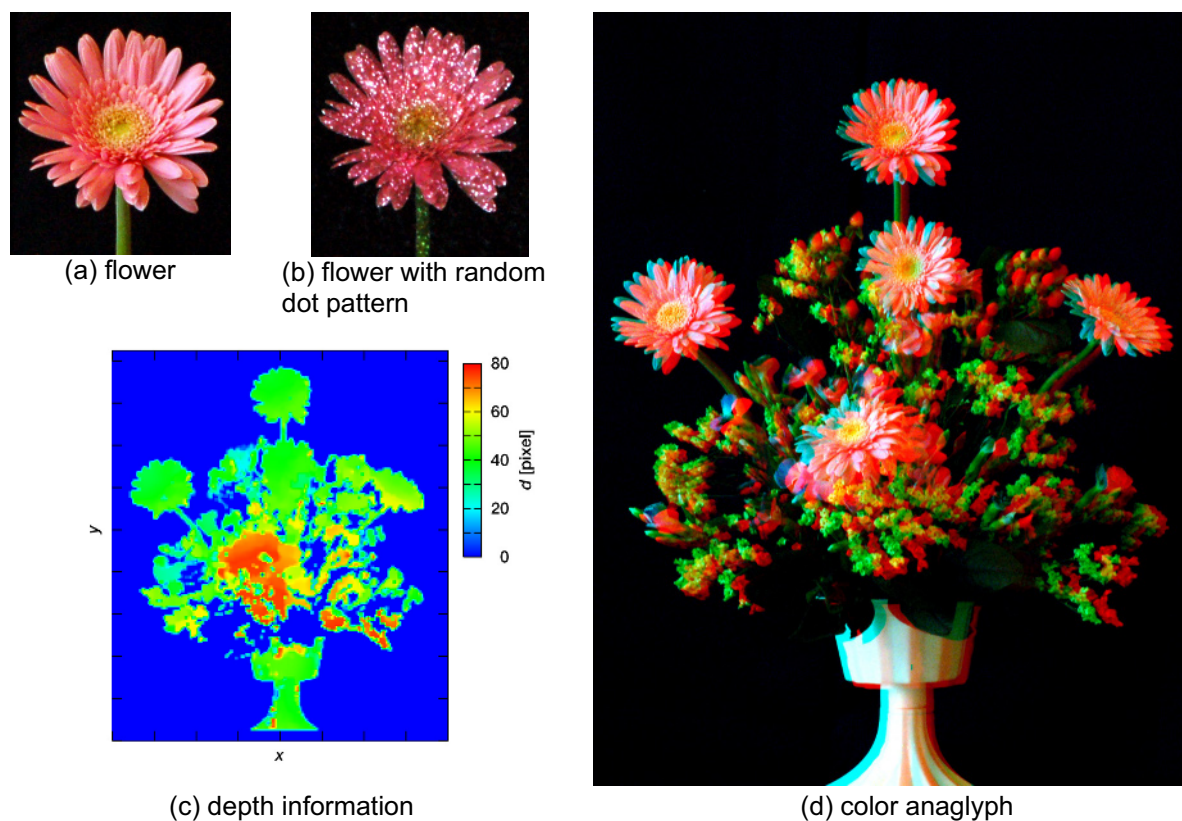 (a) flower
(b) flower with random
dot pattern
80
60
40
20
0
d [pixel]
y
x
(c) depth information
(d) color anaglyph